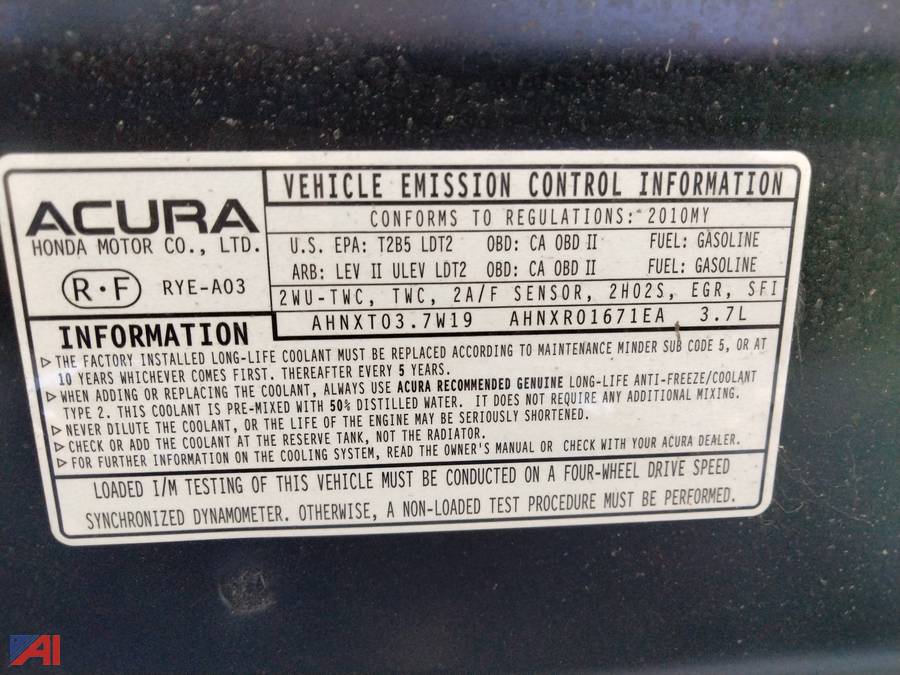 ACURA
HONDA MOTOR CO., LTD.
R·F RYE-A03
VEHICLE EMISSION CONTROL INFORMATION
CONFORMS TO REGULATIONS: 2010MY
U.S. EPA: T2B5 LDT2 OBD: CA OBD II FUEL: GASOLINE
ARB: LEV II ULEV LDT2 OBD: CA OBD II FUEL: GASOLINE
2WU-TWC, TWC, 2A/F SENSOR, 2HO2S, EGR, SFI
AHNXT03.7W19 AHNXR01671EA 3.7L
INFORMATION
▷ THE FACTORY INSTALLED LONG-LIFE COOLANT MUST BE REPLACED ACCORDING TO MAINTENANCE MINDER SUB CODE 5, OR AT
10 YEARS WHICHEVER COMES FIRST. THEREAFTER EVERY 5 YEARS.
▷ WHEN ADDING OR REPLACING THE COOLANT, ALWAYS USE ACURA RECOMMENDED GENUINE LONG-LIFE ANTI-FREEZE/COOLANT
TYPE 2. THIS COOLANT IS PRE-MIXED WITH 50% DISTILLED WATER. IT DOES NOT REQUIRE ANY ADDITIONAL MIXING.
▷ NEVER DILUTE THE COOLANT, OR THE LIFE OF THE ENGINE MAY BE SERIOUSLY SHORTENED.
▷ CHECK OR ADD THE COOLANT AT THE RESERVE TANK, NOT THE RADIATOR.
▷ FOR FURTHER INFORMATION ON THE COOLING SYSTEM, READ THE OWNER'S MANUAL OR CHECK WITH YOUR ACURA DEALER.
LOADED I/M TESTING OF THIS VEHICLE MUST BE CONDUCTED ON A FOUR-WHEEL DRIVE SPEED
SYNCHRONIZED DYNAMOMETER. OTHERWISE, A NON-LOADED TEST PROCEDURE MUST BE PERFORMED.
AI